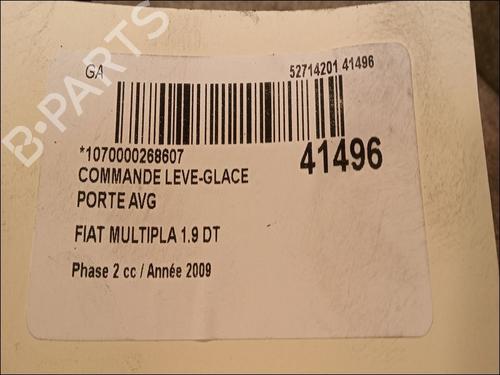 GA
52714201 41496
*1070000268607
41496
COMMANDE LEVE-GLACE
PORTE AVG
FIAT MULTIPLA 1.9 DT
Phase 2 cc / Année 2009
B-PARTS